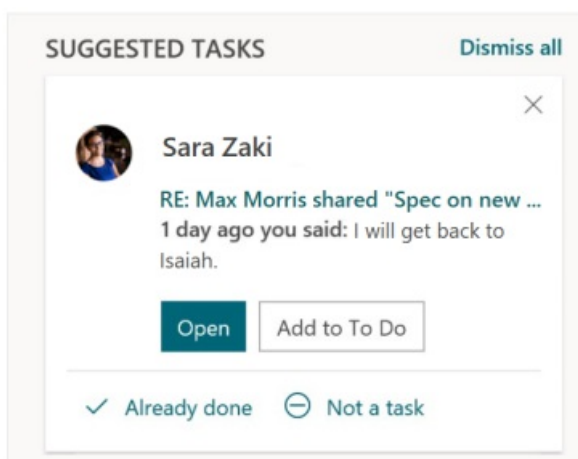 SUGGESTED TASKS Dismiss all
Sara Zaki
RE: Max Morris shared "Spec on new ...
1 day ago you said: I will get back to
Isaiah.
Open Add to To Do
Already done Not a task